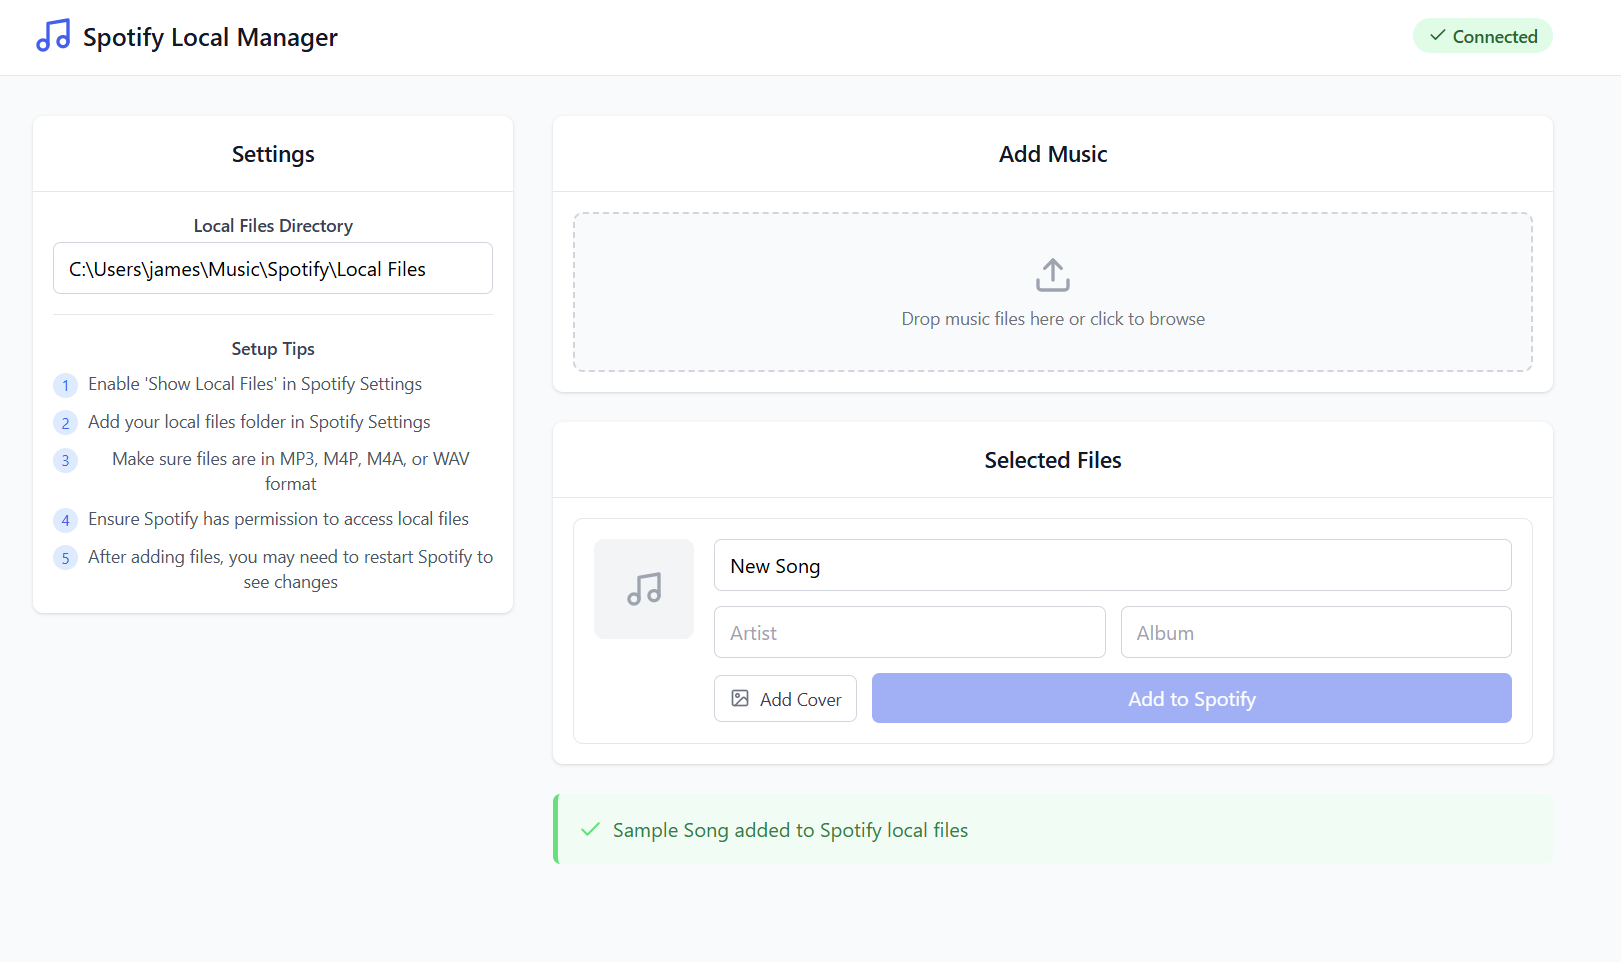 Spotify Local Manager
Connected
Settings
Local Files Directory
C:\Users\james\Music\Spotify\Local Files
Setup Tips
1 Enable 'Show Local Files' in Spotify Settings
2 Add your local files folder in Spotify Settings
3 Make sure files are in MP3, M4P, M4A, or WAV
format
4 Ensure Spotify has permission to access local files
5 After adding files, you may need to restart Spotify to
see changes
Add Music
Drop music files here or click to browse
Selected Files
New Song
Artist
Album
Add Cover
Add to Spotify
Sample Song added to Spotify local files